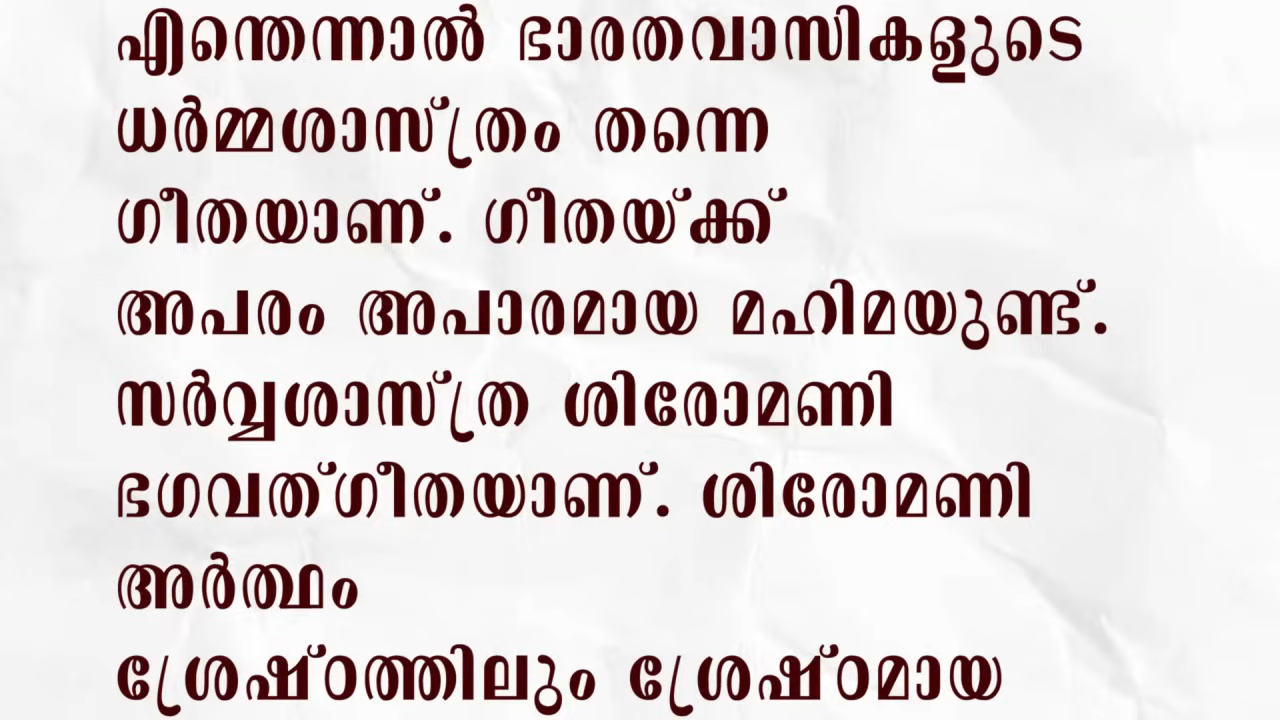 എന്തെന്നാൽ ഭാരതവാസികളുടെ
ധർമ്മശാസ്ത്രം തന്നെ
ഗീതയാണ്. ഗീതയ്ക്ക്
അപരം അപാരമായ മഹിമയുണ്ട്.
സർവ്വശാസ്ത്ര ശിരോമണി
ഭഗവത്ഗീതയാണ്. ശിരോമണി
അർത്ഥം
ശ്രേഷ്ഠത്തിലും ശ്രേഷ്ഠമായ